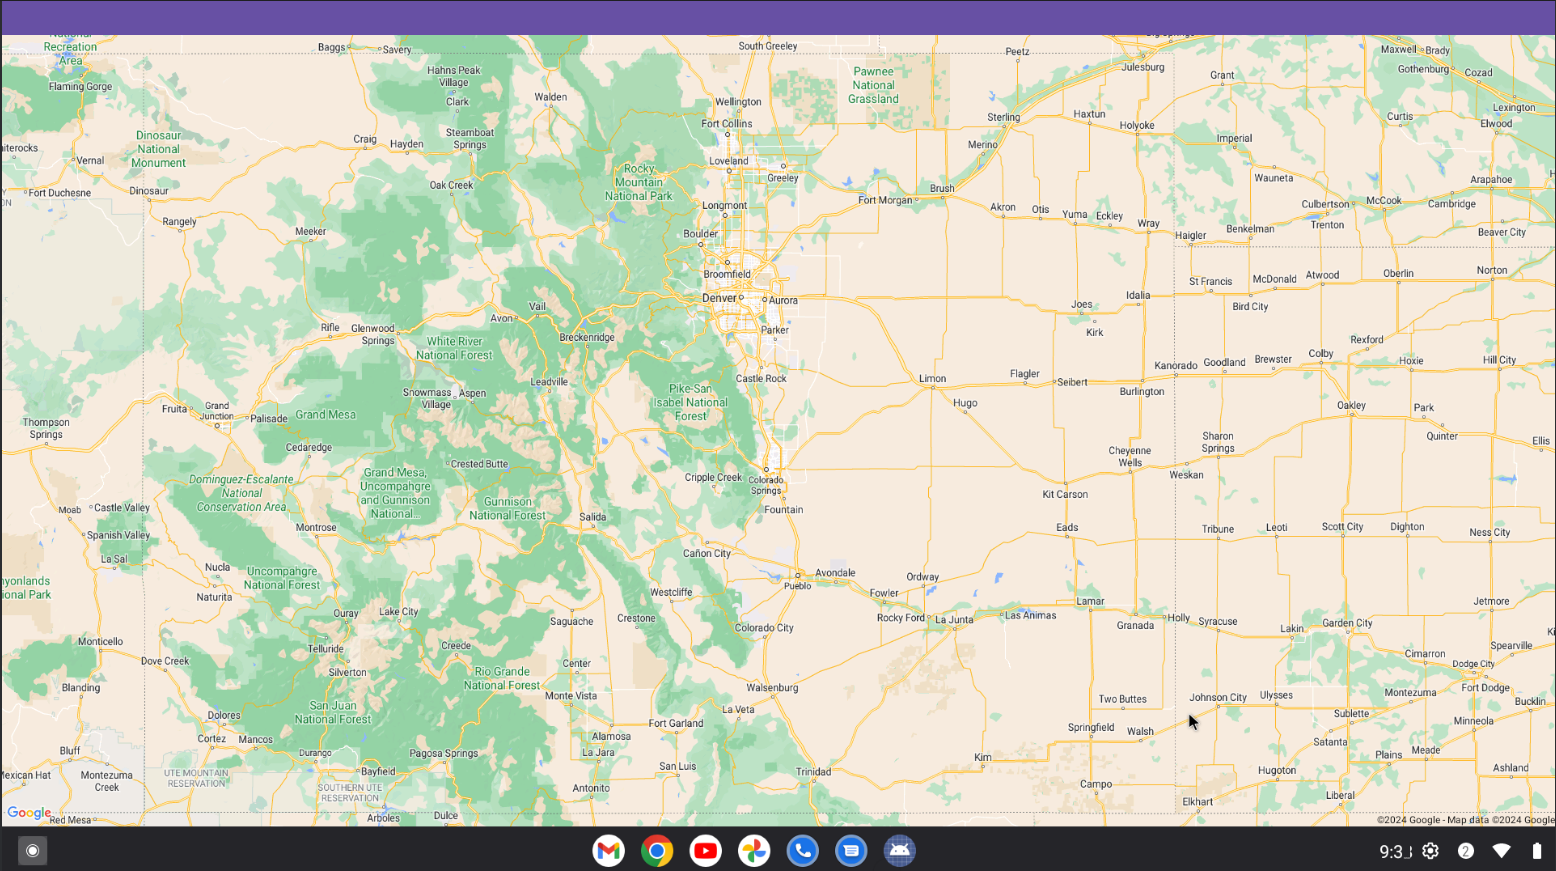 National
Recreation
Area
Flaming Gorge
Baggs
Savery
South Greeley
Peetz
Julesburg
Maxwell
Brady
Gothenburg
Cozad
Grant
Lexington
Hahns Peak
Village
Clark
Walden
Wellington
Fort Collins
Pawnee
National
Grassland
Sterling
Haxtun
Holyoke
Imperial
Curtis
Elwood
Dinosaur
National
Monument
Vernal
Craig
Hayden
Steamboat
Springs
Loveland
Greeley
Merino
Wauneta
Arapahoe
Fort Duchesne
Dinosaur
Oak Creek
Rocky
Mountain
National Park
Longmont
Fort Morgan
Brush
Akron
Otis
Yuma
Eckley
Wray
Haigler
Benkelman
Culbertson
Trenton
McCook
Cambridge
Beaver City
Rangely
Meeker
Boulder
Broomfield
Denver
Aurora
Parker
Idalia
St Francis
McDonald
Atwood
Oberlin
Norton
Bird City
Joes
Kirk
Vail
Avon
Rifle
Glenwood
Springs
Breckenridge
White River
National Forest
Castle Rock
Limon
Flagler
Seibert
Burlington
Kanorado
Goodland
Brewster
Colby
Rexford
Hoxie
Hill City
Leadville
Snowmass
Village
Aspen
Pike-San
Isabel National
Forest
Hugo
Oakley
Park
Quinter
Ellis
Fruita
Grand
Junction
Palisade
Grand Mesa
Thompson
Springs
Cedaredge
Crested Butte
Cripple Creek
Colorado
Springs
Fountain
Cheyenne
Wells
Sharon
Springs
Weskan
Kit Carson
Dominguez-Escalante
National
Conservation Area
Grand Mesa,
Uncompahgre
and Gunnison
National...
Gunnison
National Forest
Moab
Castle Valley
Spanish Valley
La Sal
Montrose
Salida
Cañon City
Eads
Tribune
Leoti
Scott City
Dighton
Ness City
Nucla
Naturita
Uncompahgre
National Forest
Westcliffe
Pueblo
Avondale
Fowler
Ordway
Rocky Ford
La Junta
Las Animas
Lamar
Granada
Holly
Syracuse
Lakin
Garden City
Jetmore
Ouray
Lake City
Saguache
Crestone
Colorado City
Monticello
Dove Creek
Telluride
Silverton
Creede
Rio Grande
National Forest
Center
Monte Vista
Walsenburg
Cimarron
Dodge City
Spearville
Fort Dodge
Blanding
Dolores
San Juan
National Forest
La Veta
Fort Garland
Two Buttes
Johnson City
Ulysses
Montezuma
Bucklin
Sublette
Minneola
Cortez
Mancos
Durango
Pagosa Springs
Alamosa
La Jara
Springfield
Walsh
Satanta
Plains
Meade
Bluff
Mexican Hat
Montezuma
Creek
UTE MOUNTAIN
RESERVATION
Bayfield
SOUTHERN UTE
RESERVATION
San Luis
Antonito
Trinidad
Kim
Campo
Elkhart
Hugoton
Liberal
Ashland
Google
Red Mesa
Arboles
Dulce
©2024 Google - Map data ©2024 Google
2